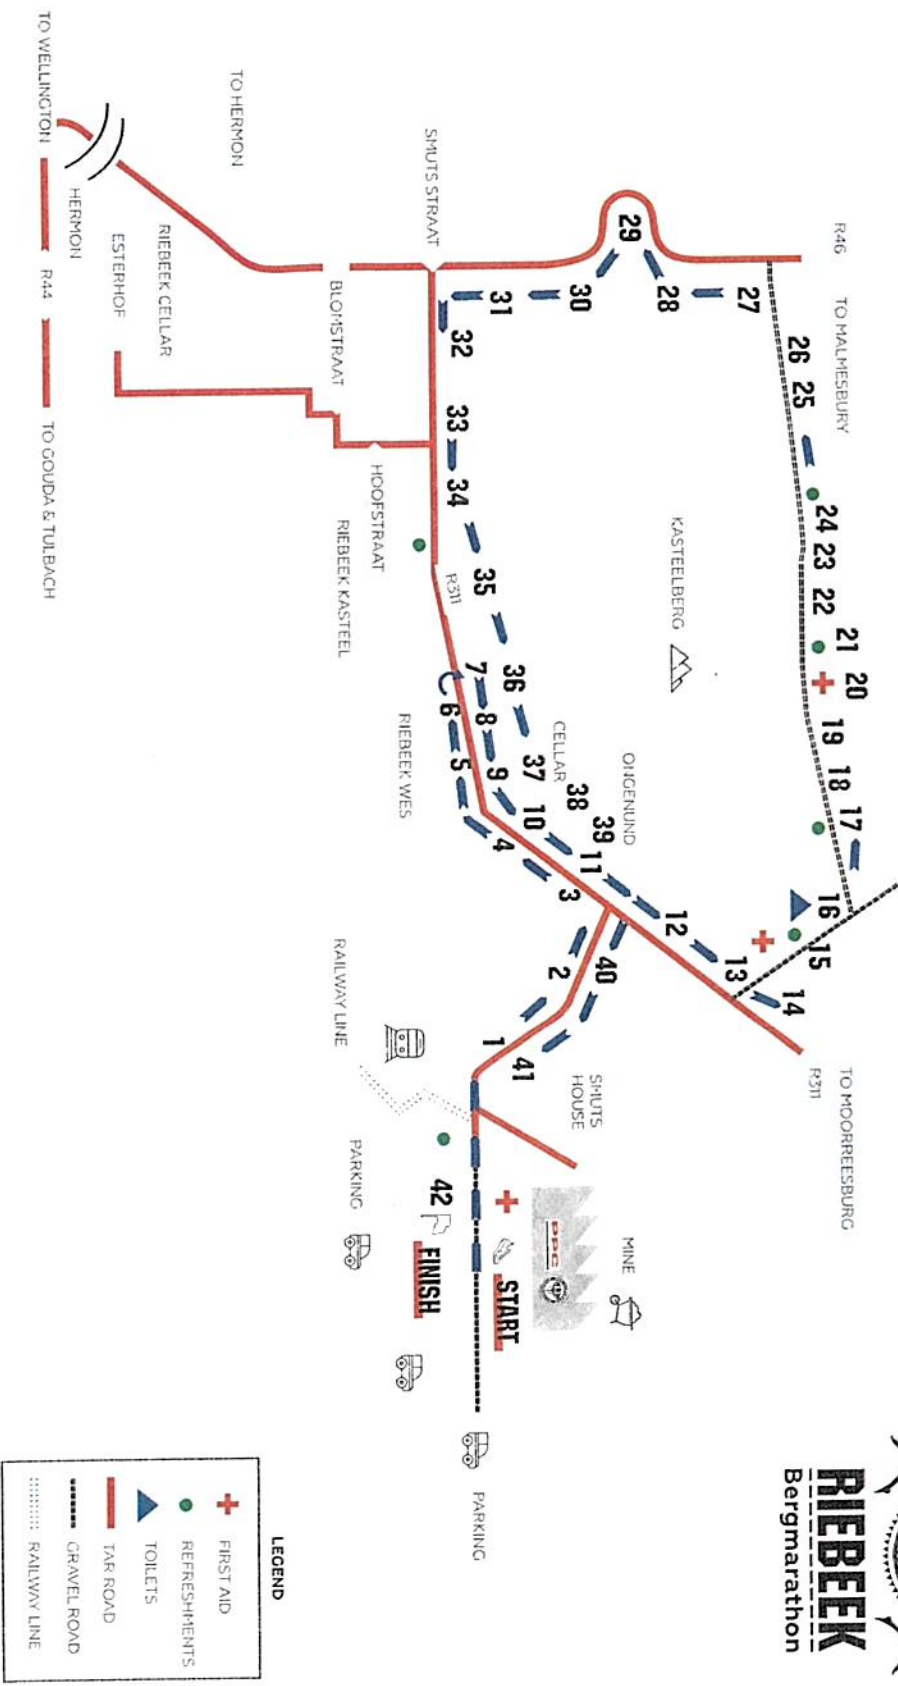 RIEBEEK
Bergmarathon
R46
TO MALMESBURY
TO MOORREESBURG
R311
26 25 24 23 22 21 20 19 18 17 16 15
27
28
29
30
31
32
33
34
35
36
37
38
39
40
41
42
14
13
12
11
10
9
8
7
6
5
4
3
2
1
KASTEELBERG
ONGENUND
CELLAR
SMUTS
HOUSE
MINE
PPC
START
FINISH
PARKING
PARKING
RAILWAY LINE
RIEBEEK WES
R311
RIEBEEK KASTEEL
HOOFSTRAAT
BLOMSTRAAT
SMUTS STRAAT
TO HERMON
RIEBEEK CELLAR
ESTERHOF
HERMON
TO WELLINGTON
R44
TO GOUDA & TULBACH
LEGEND
FIRST AID
REFRESHMENTS
TOILETS
TAR ROAD
GRAVEL ROAD
RAILWAY LINE